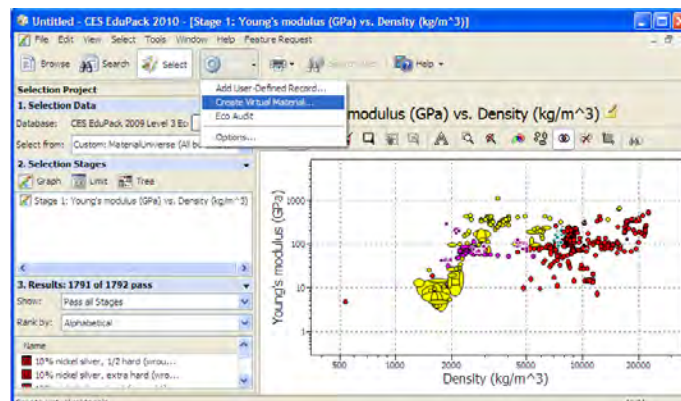 Untitled - CES EduPack 2010 - [Stage 1: Young's modulus (GPa) vs. Density (kg/m^3)]
File Edit View Select Tools Window Help Feature Request
Browse Search Select Help
Add User-Defined Record...
Create Virtual Material...
Eco Audit
Options...
Selection Project
1. Selection Data
Database: CES EduPack 2009 Level 3 Eco
Select from: Custom: MaterialUniverse (All bu
2. Selection Stages
Graph Limit Tree
Stage 1: Young's modulus (GPa) vs. Density (kg/m^3)
3. Results: 1791 of 1792 pass
Show: Pass all Stages
Rank by: Alphabetical
Name
10% nickel silver, 1/2 hard (wrou...
10% nickel silver, extra hard (wro...
modulus (GPa) vs. Density (kg/m^3)
Young's modulus (GPa)
1000
100
10
1
500 1000 2000 5000 10000 20000
Density (kg/m^3)